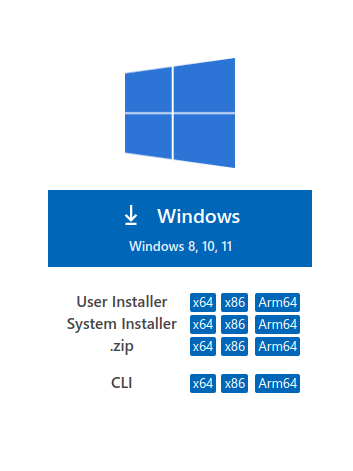 Windows
Windows 8, 10, 11
User Installer x64 x86 Arm64
System Installer x64 x86 Arm64
.zip x64 x86 Arm64
CLI x64 x86 Arm64